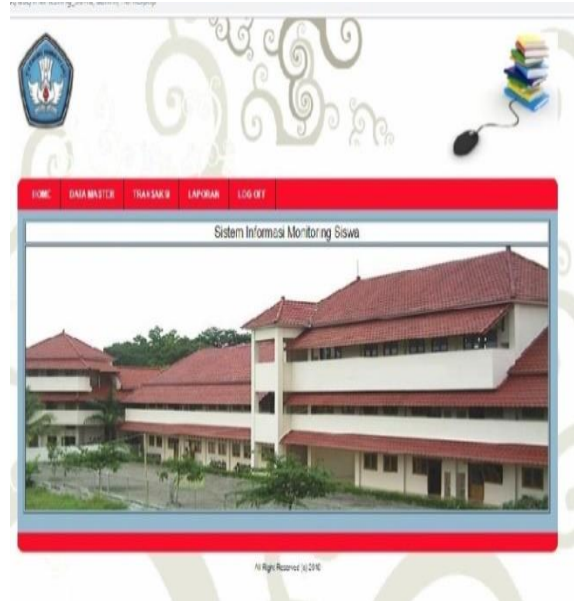 HOME DATA MASTER TRANSAKSI LAPORAN LOG OFF
Sistem Informasi Monitoring Siswa
All Right Reserved (c) 2010